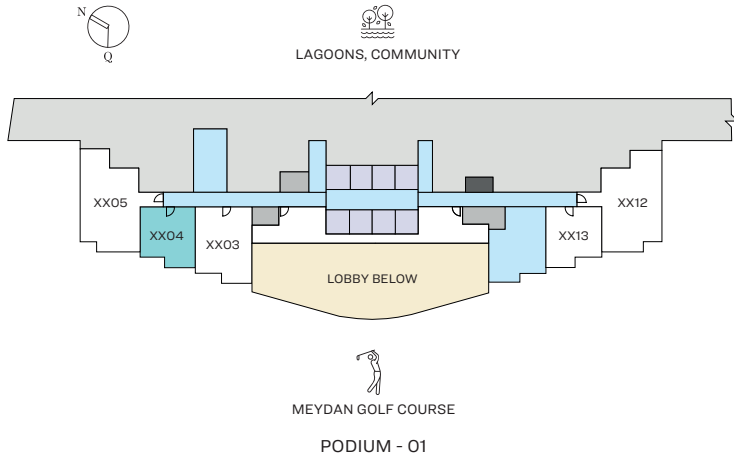 N
Q
LAGOONS, COMMUNITY
XX05
XX12
XX04
XX03
XX13
LOBBY BELOW
MEYDAN GOLF COURSE
PODIUM - 01